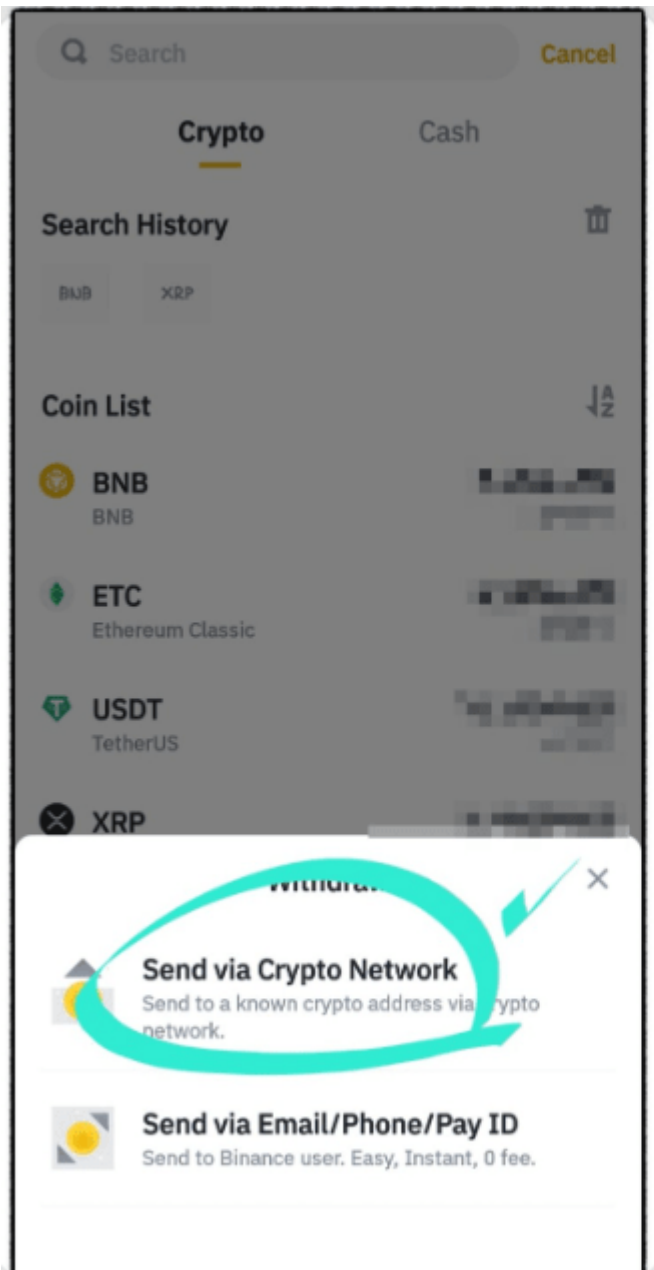 Search
Cancel
Crypto
Cash
Search History
BNB
XRP
Coin List
BNB
BNB
ETC
Ethereum Classic
USDT
TetherUS
XRP
Send via Crypto Network
Send to a known crypto address via
network.
Send via Email/Phone/Pay ID
Send to Binance user. Easy, Instant, 0 fee.